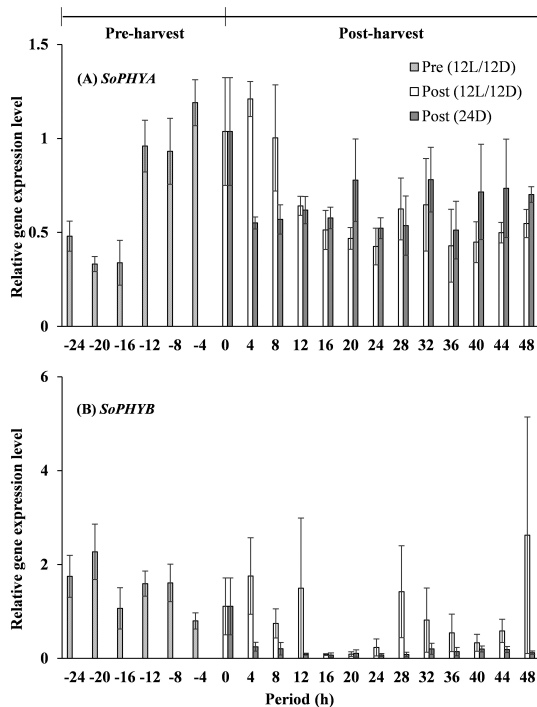 Pre-harvest Post-harvest
(A) SoPHYA
Pre (12L/12D)
Post (12L/12D)
Post (24D)
Relative gene expression level
1.5
1
0.5
0
-24 -20 -16 -12 -8 -4 0 4 8 12 16 20 24 28 32 36 40 44 48
(B) SoPHYB
Relative gene expression level
6
4
2
0
-24 -20 -16 -12 -8 -4 0 4 8 12 16 20 24 28 32 36 40 44 48
Period (h)